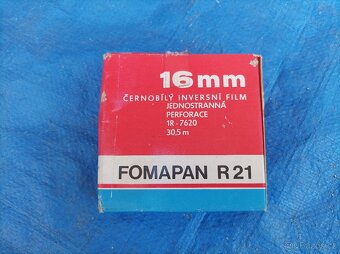 16mm
ČERNOBÍLÝ INVERSNÍ FILM
JEDNOSTRANNÁ
PERFORACE
1R-7620
30,5 m
FOMAPAN R21